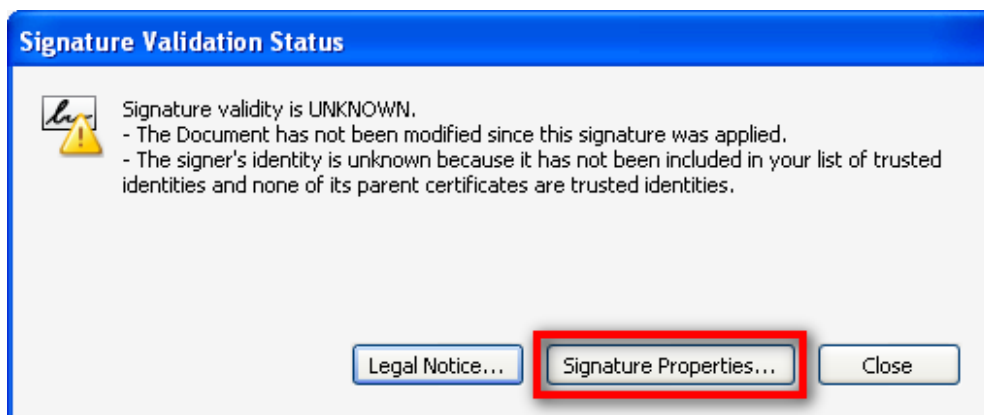 Signature Validation Status
Signature validity is UNKNOWN.
- The Document has not been modified since this signature was applied.
- The signer's identity is unknown because it has not been included in your list of trusted
identities and none of its parent certificates are trusted identities.
Legal Notice... Signature Properties... Close